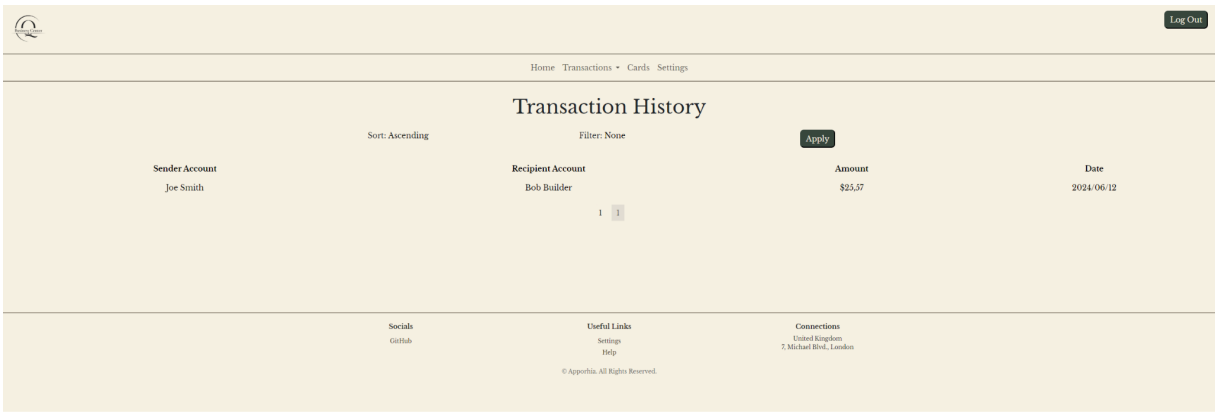 Log Out
Home Transactions Cards Settings
Transaction History
Sort: Ascending Filter: None Apply
Sender Account Recipient Account Amount Date
Joe Smith Bob Builder $25,57 2024/06/12
1 1
Socials Useful Links Connections
GitHub Settings United Kingdom
7, Michael Blvd., London
Help
© Apporhia. All Rights Reserved.